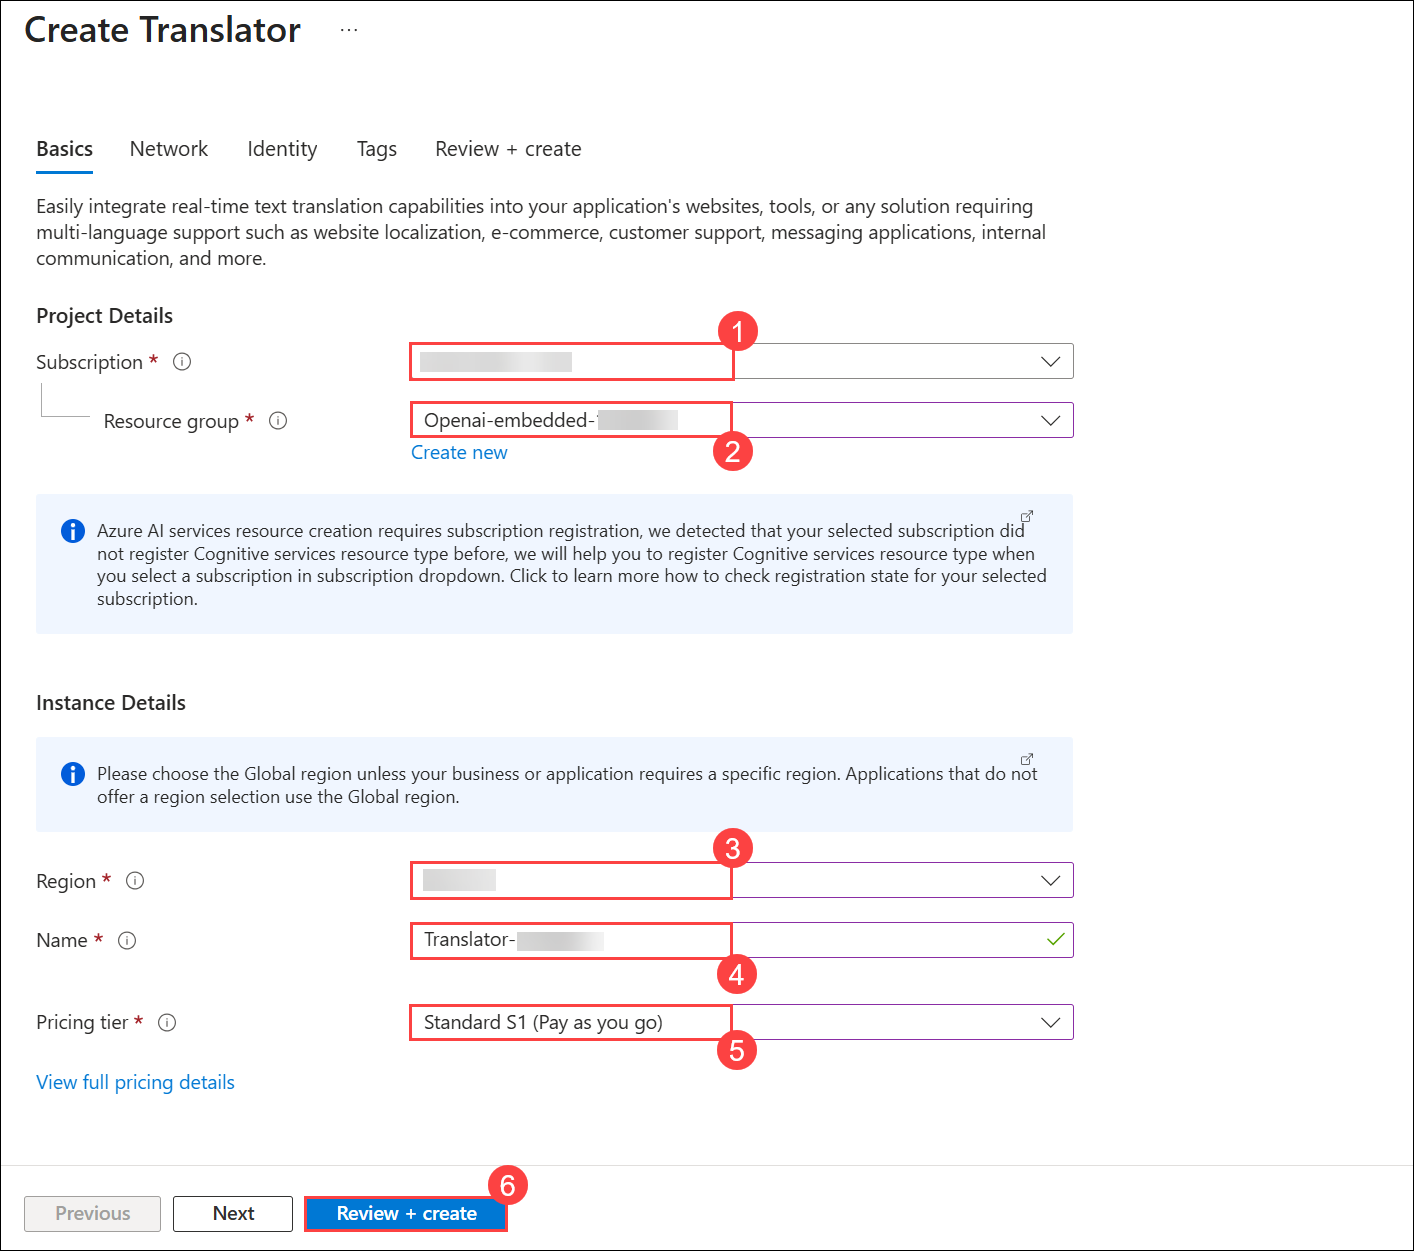 Create Translator ...
Basics Network Identity Tags Review + create
Easily integrate real-time text translation capabilities into your application's websites, tools, or any solution requiring
multi-language support such as website localization, e-commerce, customer support, messaging applications, internal
communication, and more.
Project Details
1
Subscription *
Resource group * Openai-embedded-
Create new
2
Azure AI services resource creation requires subscription registration, we detected that your selected subscription did
not register Cognitive services resource type before, we will help you to register Cognitive services resource type when
you select a subscription in subscription dropdown. Click to learn more how to check registration state for your selected
subscription.
Instance Details
Please choose the Global region unless your business or application requires a specific region. Applications that do not
offer a region selection use the Global region.
3
Region *
Name * Translator-
4
Pricing tier * Standard S1 (Pay as you go)
5
View full pricing details
6
Previous Next Review + create